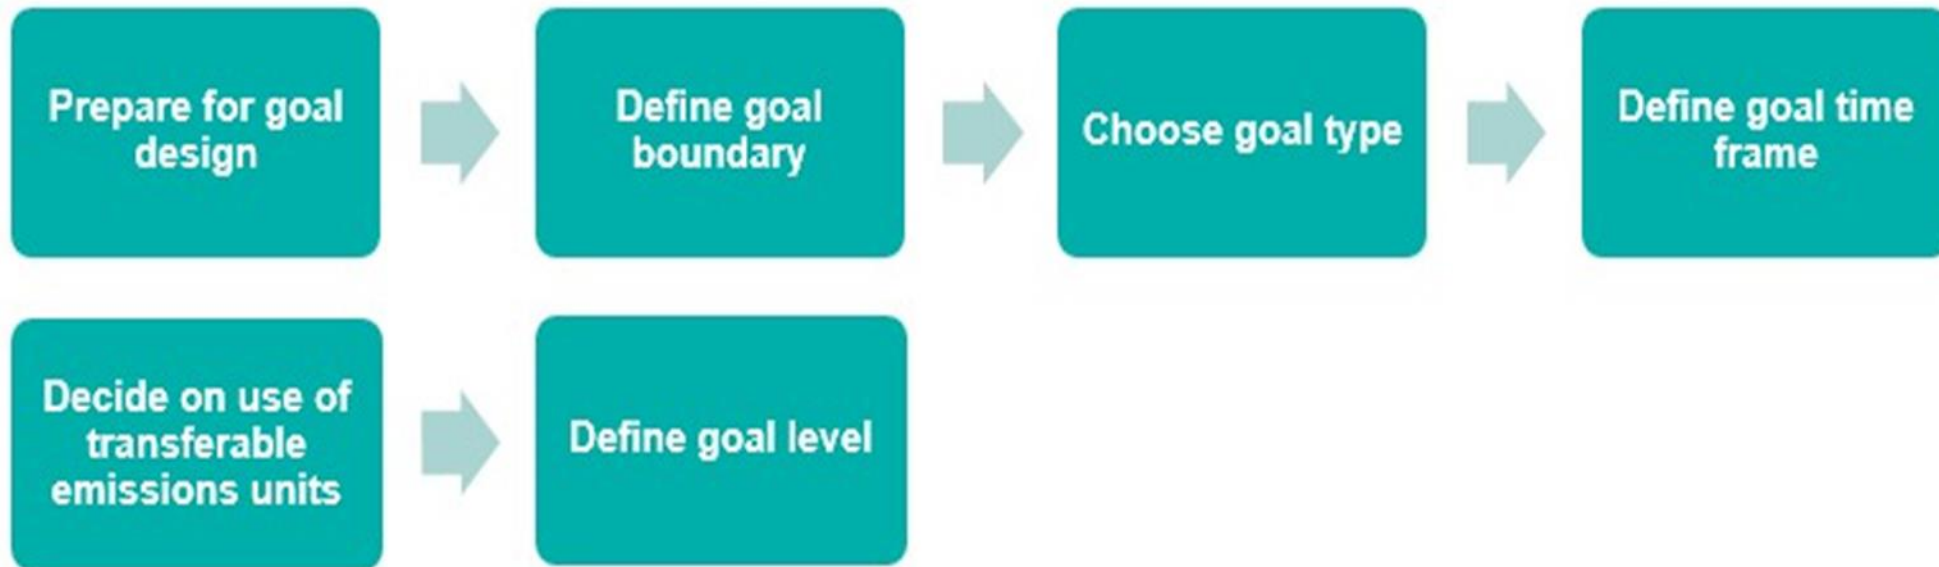 Prepare for goal
design
Define goal
boundary
Choose goal type
Define goal time
frame
Decide on use of
transferable
emissions units
Define goal level